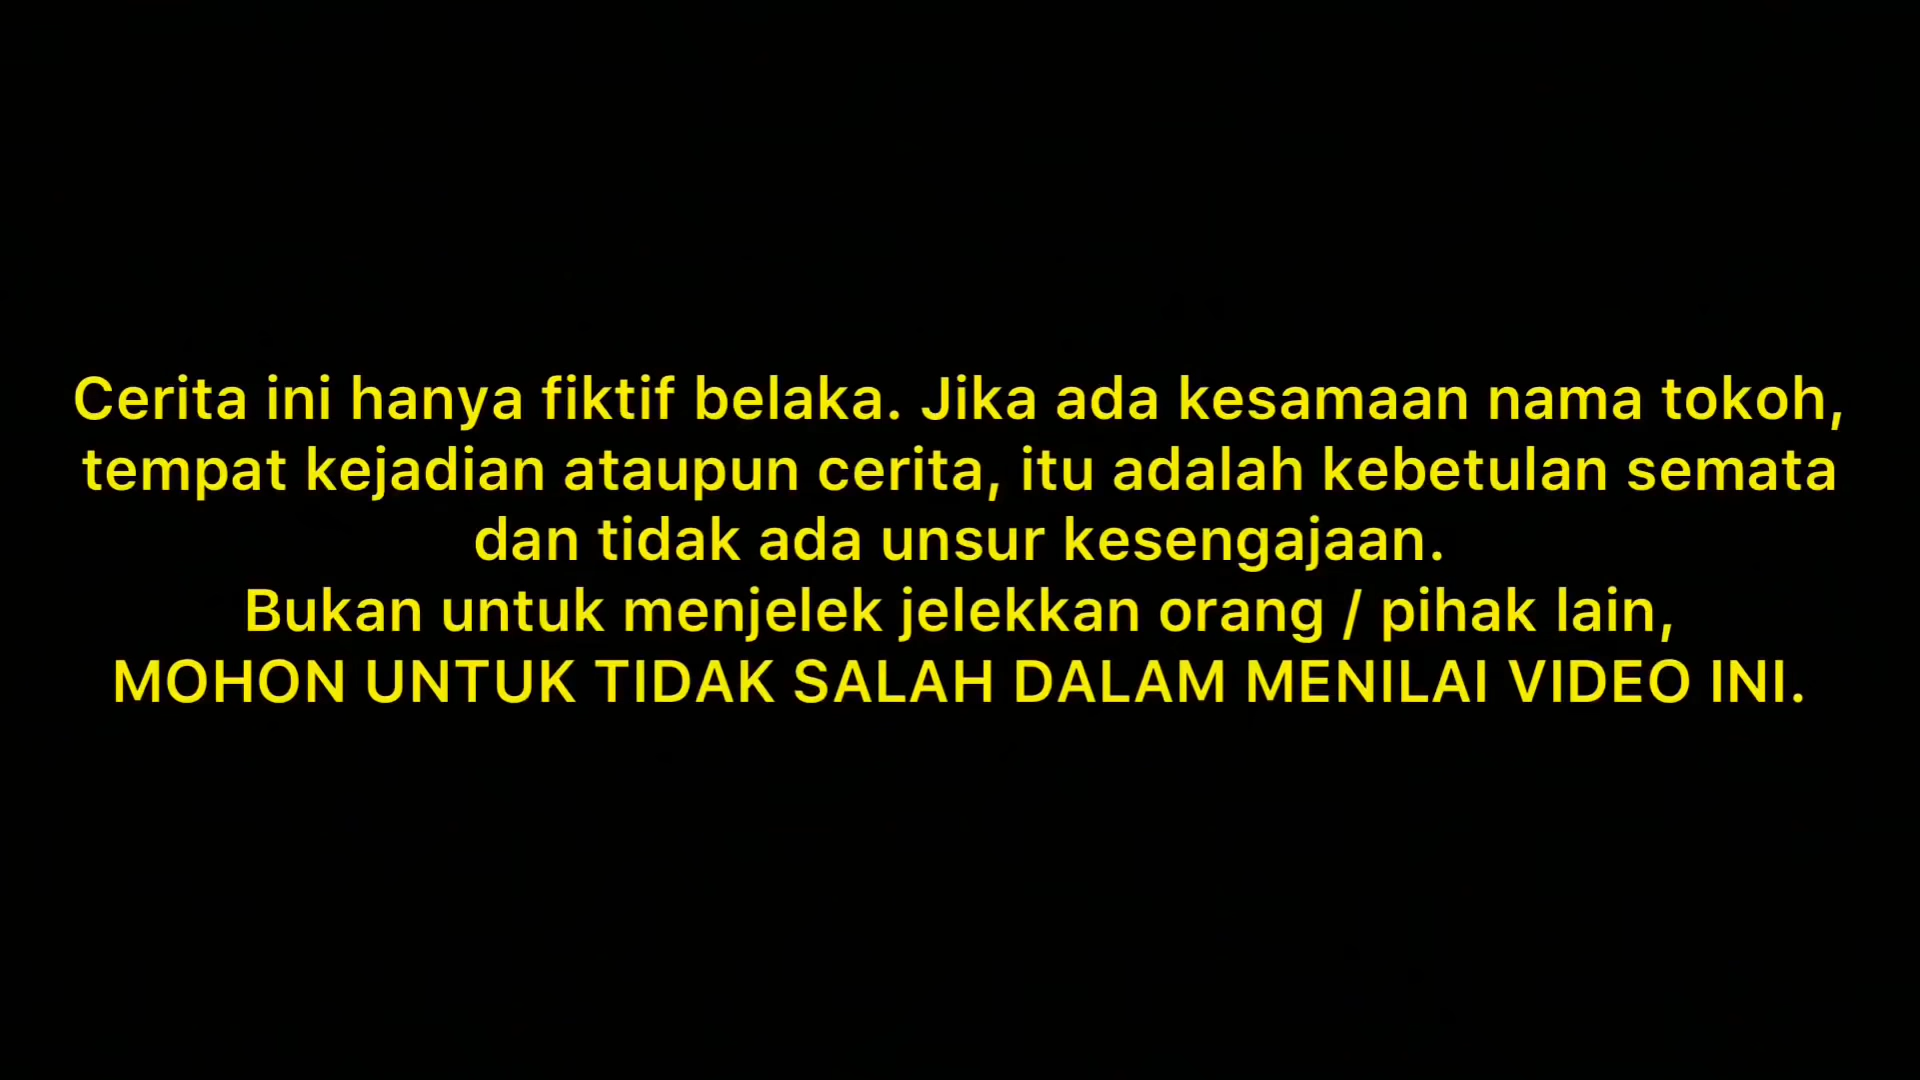 Cerita ini hanya fiktif belaka. Jika ada kesamaan nama tokoh,
tempat kejadian ataupun cerita, itu adalah kebetulan semata
dan tidak ada unsur kesengajaan.
Bukan untuk menjelek jelekkan orang / pihak lain,
MOHON UNTUK TIDAK SALAH DALAM MENILAI VIDEO INI.